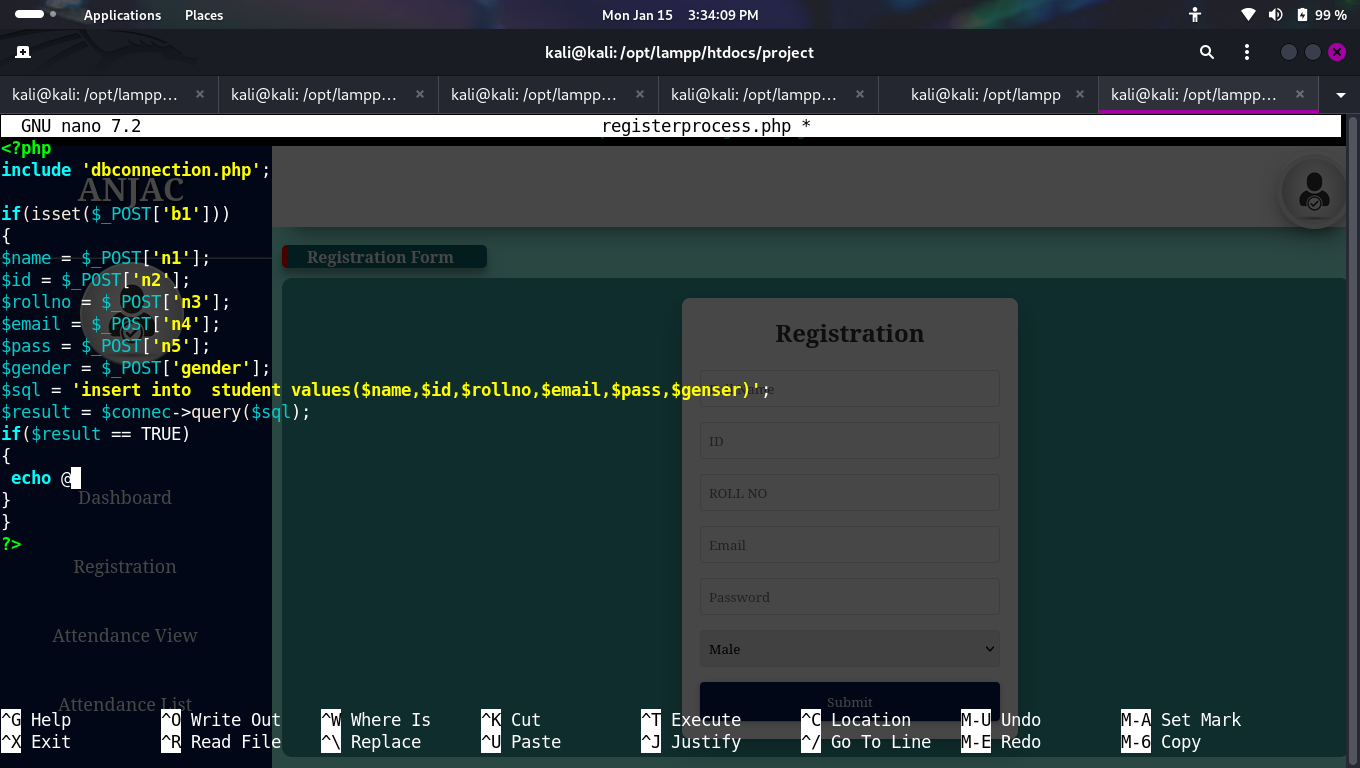 Applications Places Mon Jan 15 3:34:09 PM 99 %
kali@kali: /opt/lampp/htdocs/project
kali@kali: /opt/lampp… kali@kali: /opt/lampp… kali@kali: /opt/lampp… kali@kali: /opt/lampp… kali@kali: /opt/lampp kali@kali: /opt/lampp…
GNU nano 7.2 registerprocess.php *
<?php
include 'dbconnection.php';
ANJAC
if(isset($_POST['b1']))
{
$name = $_POST['n1'];
$id = $_POST['n2'];
$rollno = $_POST['n3'];
$email = $_POST['n4'];
$pass = $_POST['n5'];
$gender = $_POST['gender'];
$sql = 'insert into  student values($name,$id,$rollno,$email,$pass,$genser)';
$result = $connec->query($sql);
if($result == TRUE)
{
echo @
}
}
?>
Dashboard
Registration
Attendance View
Attendance List
Registration Form
Registration
ID
ROLL NO
Email
Password
Male
Submit
^G Help ^O Write Out ^W Where Is ^K Cut ^T Execute ^C Location M-U Undo M-A Set Mark
^X Exit ^R Read File ^\ Replace ^U Paste ^J Justify ^/ Go To Line M-E Redo M-6 Copy